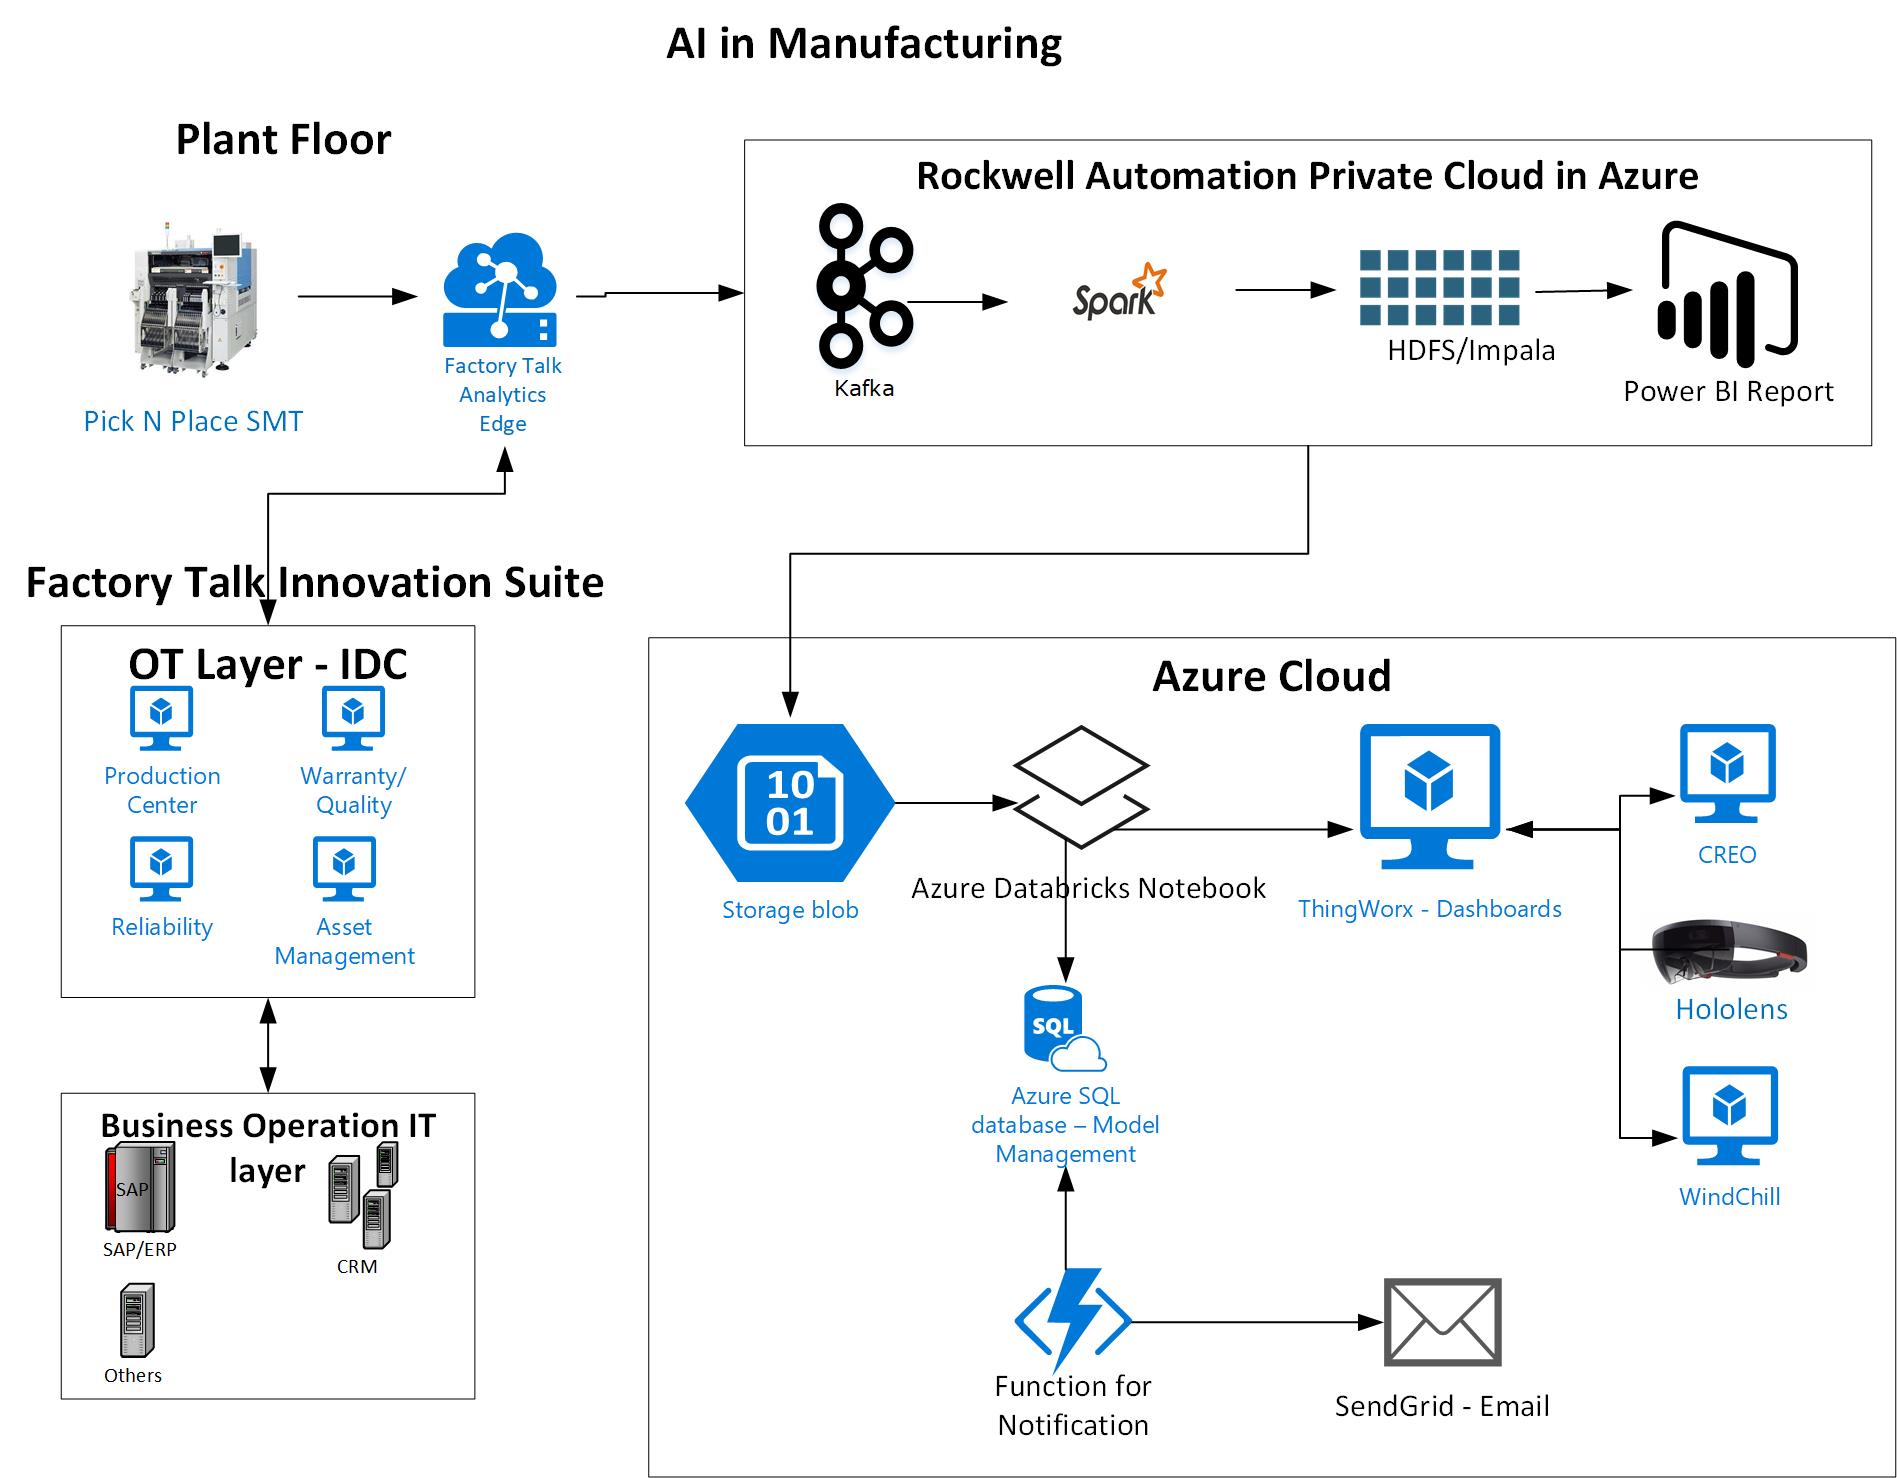 AI in Manufacturing
Plant Floor
Rockwell Automation Private Cloud in Azure
Spark
HDFS/Impala
Factory Talk
Analytics
Edge
Kafka
Power BI Report
Pick N Place SMT
Factory Talk Innovation Suite
OT Layer - IDC
Production
Center
Warranty/
Quality
Reliability
Asset
Management
Business Operation IT
layer
SAP
SAP/ERP
CRM
Others
Azure Cloud
10
01
Storage blob
Azure Databricks Notebook
ThingWorx - Dashboards
CREO
Hololens
WindChill
SQL
Azure SQL
database – Model
Management
Function for
Notification
SendGrid - Email